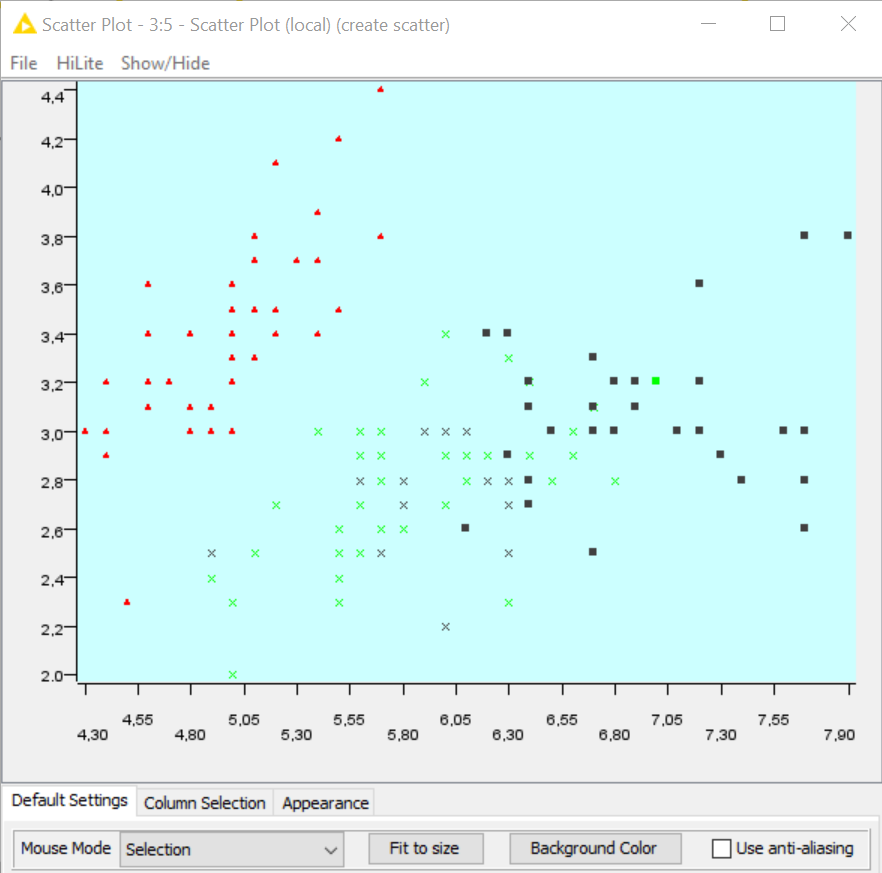 Scatter Plot - 3:5 - Scatter Plot (local) (create scatter)
File HiLite Show/Hide
4,4
4,2
4,0
3,8
3,6
3,4
3,2
3,0
2,8
2,6
2,4
2,2
2.0
4,55 5,05 5,55 6,05 6,55 7,05 7,55
4,30 4,80 5,30 5,80 6,30 6,80 7,30 7,90
Default Settings Column Selection Appearance
Mouse Mode Selection Fit to size Background Color Use anti-aliasing